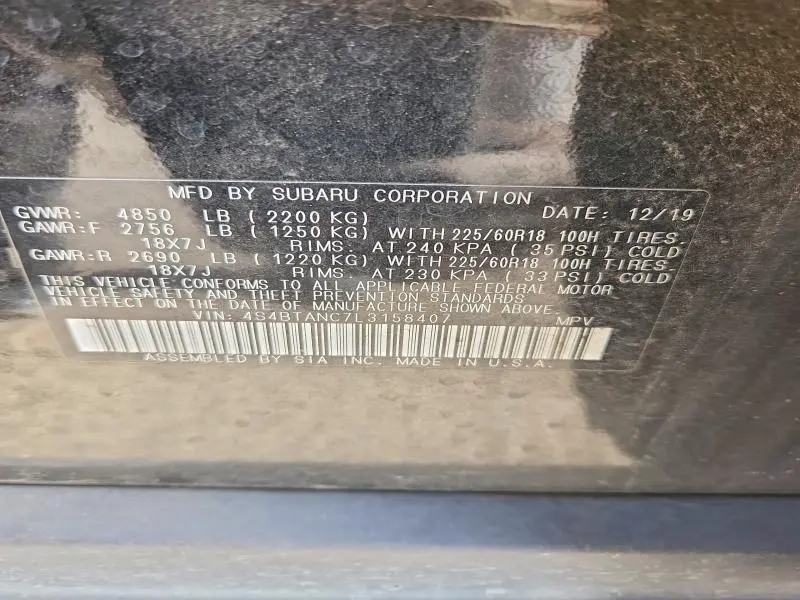 MFD BY SUBARU CORPORATION DATE: 12/19
GVWR: 4850 LB (2200 KG)
GAWR:F 2756 LB (1250 KG) WITH 225/60R18 100H TIRES.
18X7J RIMS. AT 240 KPA ( 35 PSI) COLD
GAWR:R 2690 LB (1220 KG) WITH 225/60R18 100H TIRES.
18X7J RIMS. AT 230 KPA ( 33 PSI) COLD
THIS VEHICLE CONFORMS TO ALL APPLICABLE FEDERAL MOTOR
VEHICLE SAFETY AND THEFT PREVENTION STANDARDS
IN EFFECT ON THE DATE OF MANUFACTURE SHOWN ABOVE.
VIN: 4S4BTANC7L3158407 MPV
ASSEMBLED BY SIA INC. MADE IN U.S.A.